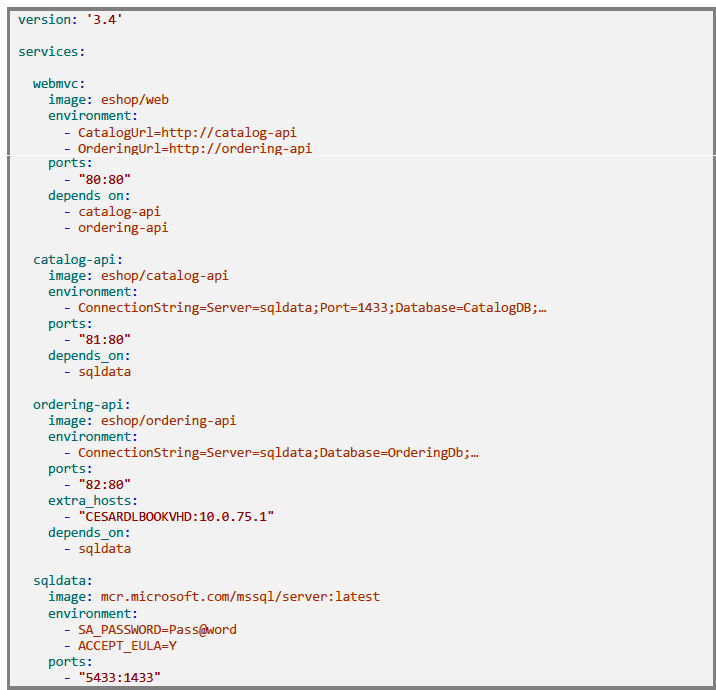 version: '3.4'
services:
webmvc:
image: eshop/web
environment:
- CatalogUrl=http://catalog-api
- OrderingUrl=http://ordering-api
ports:
- "80:80"
depends on:
- catalog-api
- ordering-api
catalog-api:
image: eshop/catalog-api
environment:
- ConnectionString=Server=sqldata;Port=1433;Database=CatalogDB;…
ports:
- "81:80"
depends_on:
- sqldata
ordering-api:
image: eshop/ordering-api
environment:
- ConnectionString=Server=sqldata;Database=OrderingDb;…
ports:
- "82:80"
extra_hosts:
- "CESARDLBOOKVHD:10.0.75.1"
depends_on:
- sqldata
sqldata:
image: mcr.microsoft.com/mssql/server:latest
environment:
- SA_PASSWORD=Pass@word
- ACCEPT_EULA=Y
ports:
- "5433:1433"